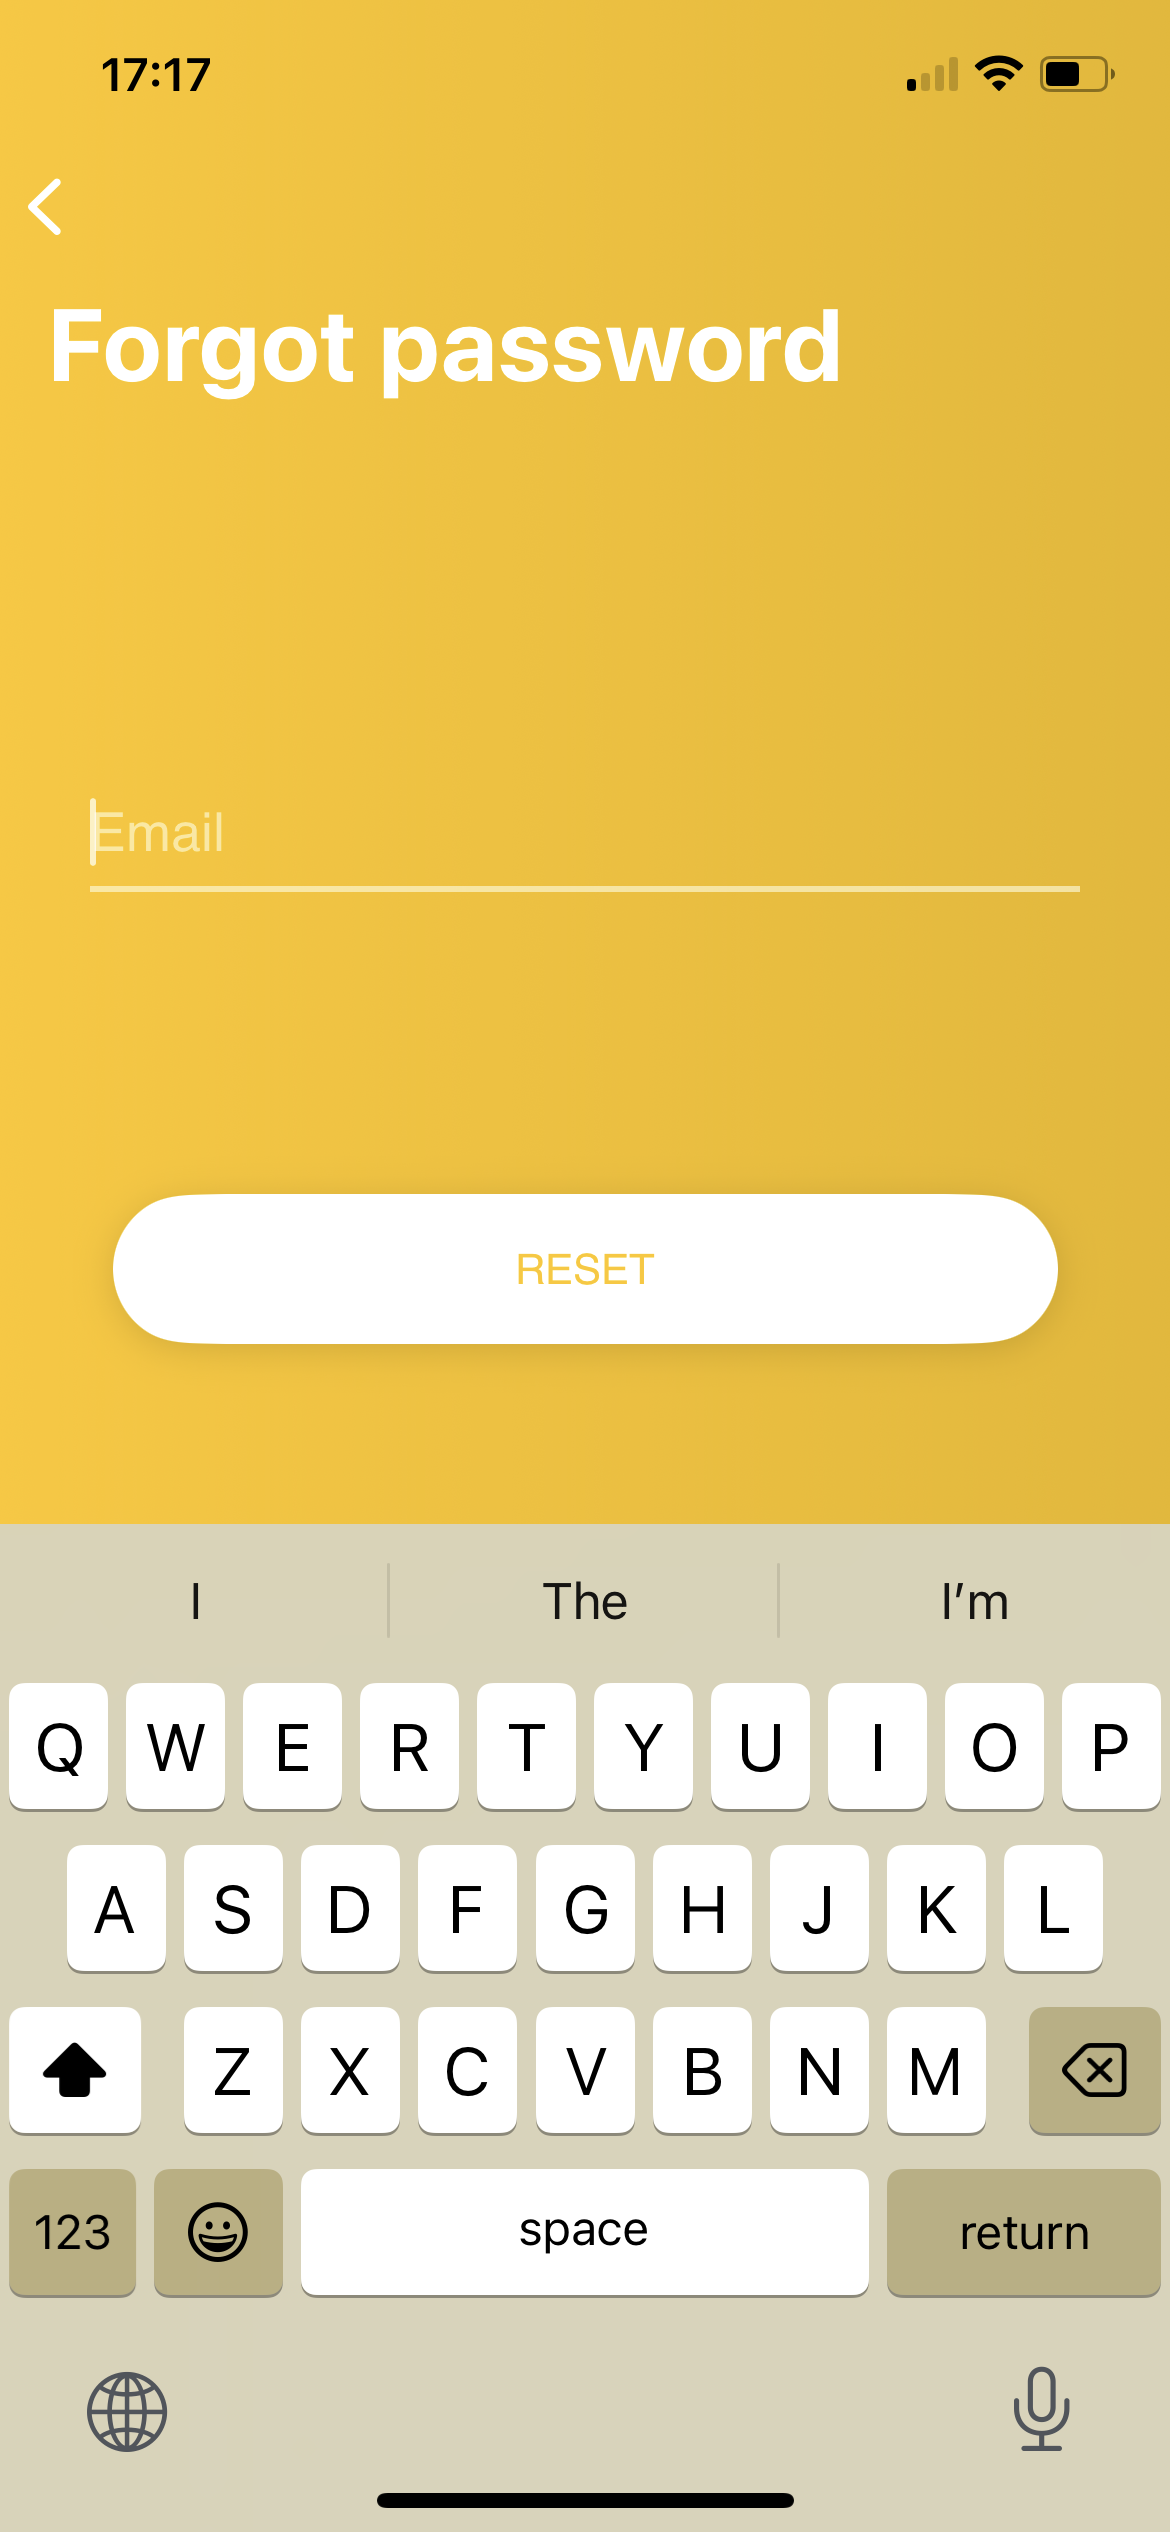 17:17
Forgot password
Email
RESET
I The I’m
Q W E R T Y U I O P
A S D F G H J K L
Z X C V B N M
123 space return